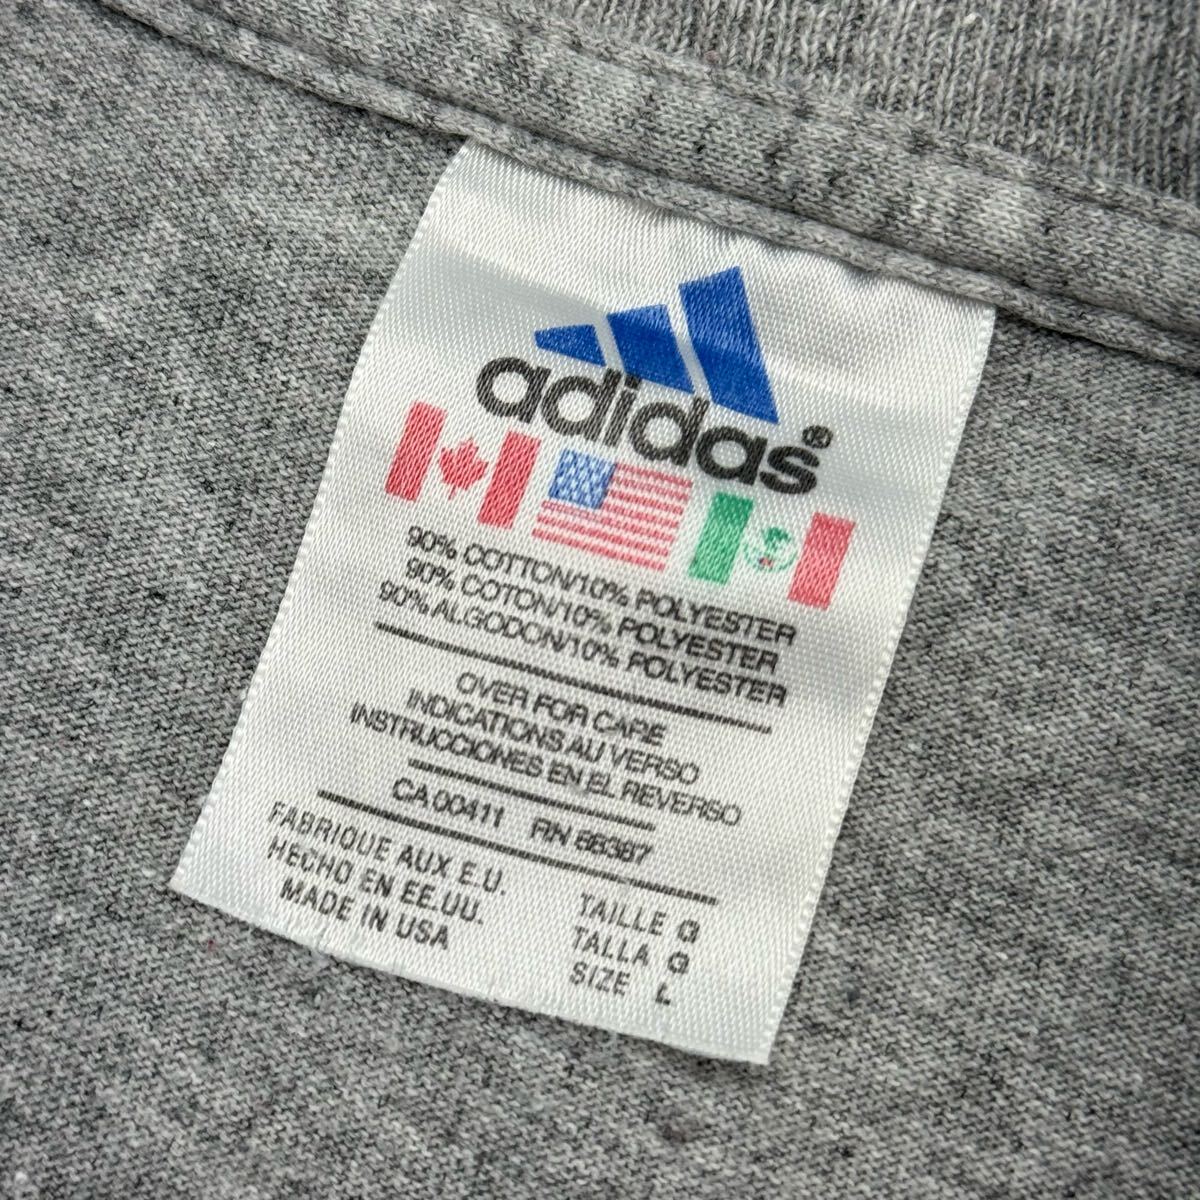 adidas®
90% COTTON/10% POLYESTER
90% COTON/10% POLYESTER
90% ALGODON/10% POLYESTER
OVER FOR CARE
INDICATIONS AU VERSO
INSTRUCCIONES EN EL REVERSO
CA 00411 RN 88387
FABRIQUE AUX E.U.
HECHO EN EE.UU.
MADE IN USA
TAILLE G
TALLA G
SIZE L